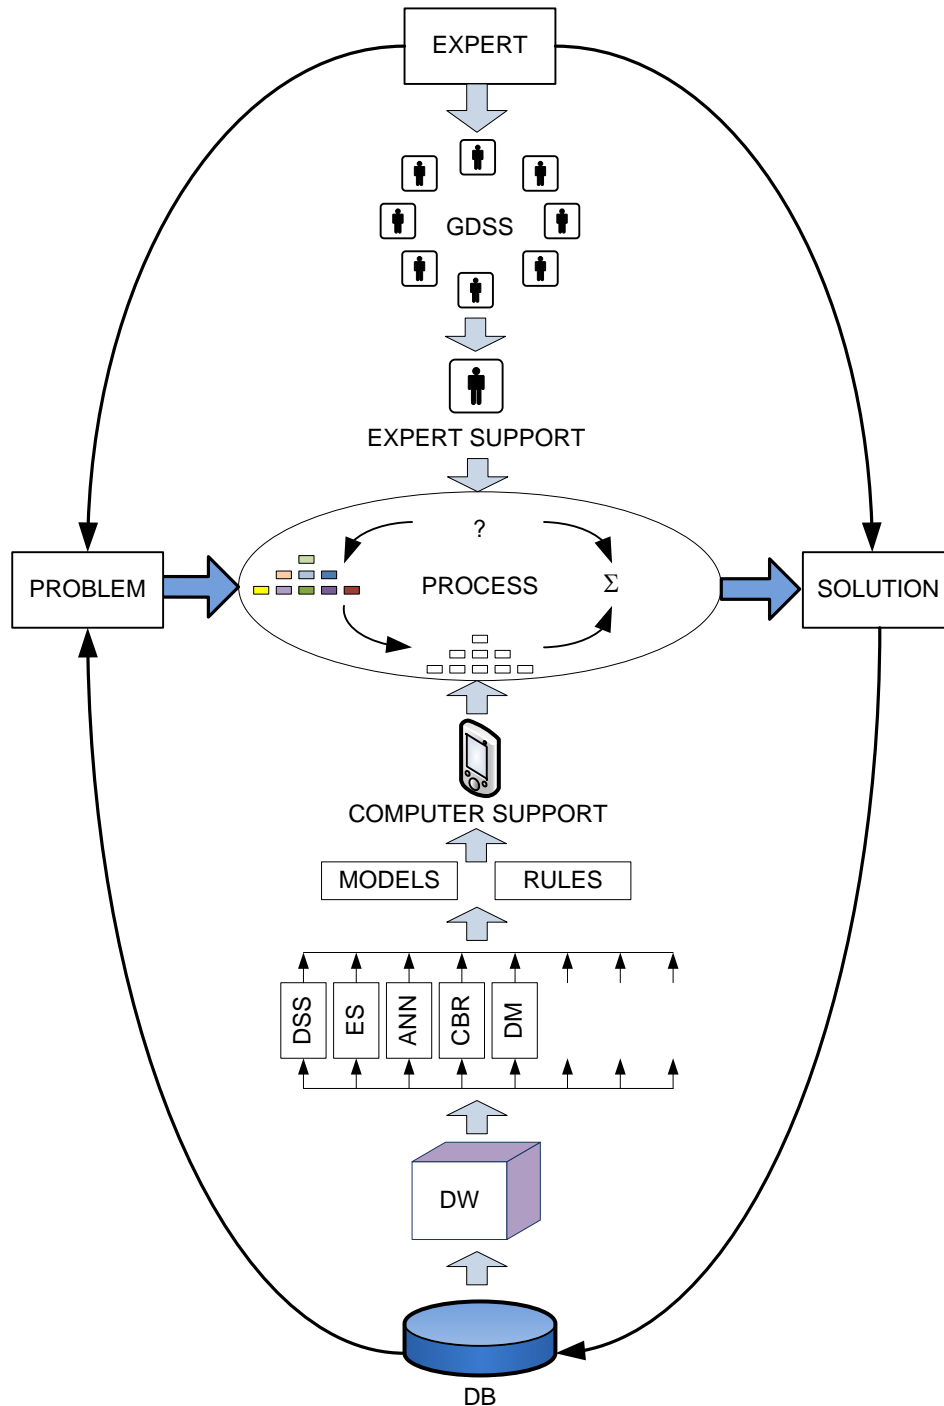 EXPERT
GDSS
EXPERT SUPPORT
?
PROBLEM
PROCESS
Σ
SOLUTION
COMPUTER SUPPORT
MODELS
RULES
DSS
ES
ANN
CBR
DM
DW
DB